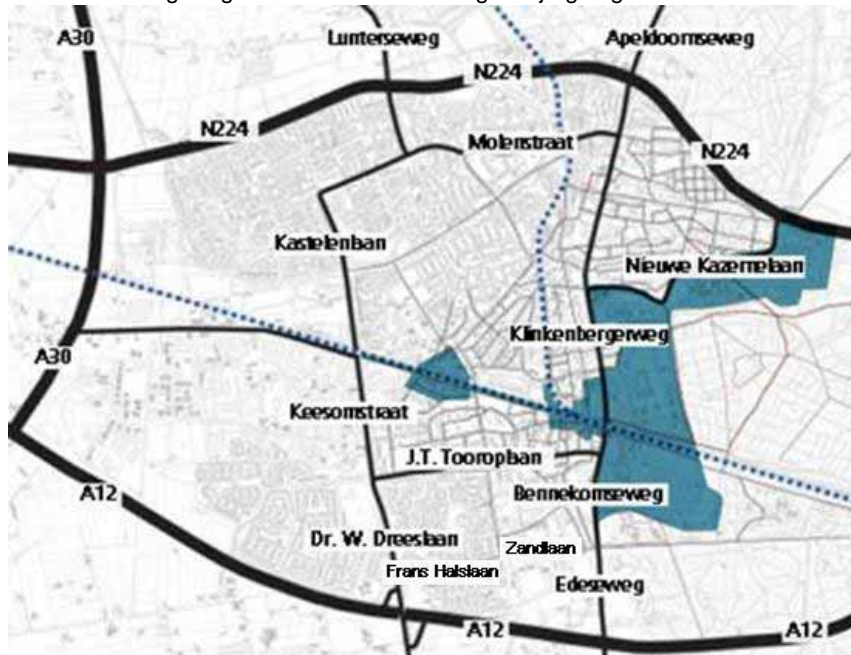 A30
Lunterseweg
Apeldoornseweg
N224
N224
Molenstraat
N224
Kastelenlaan
Nieuwe Kazernelaan
Klinkenbergerweg
A30
Keesomstraat
J.T. Tooroplaan
A12
Bennekomseweg
Dr. W. Dreeslaan
Zandlaan
Frans Halslaan
Edeseweg
A12
A12